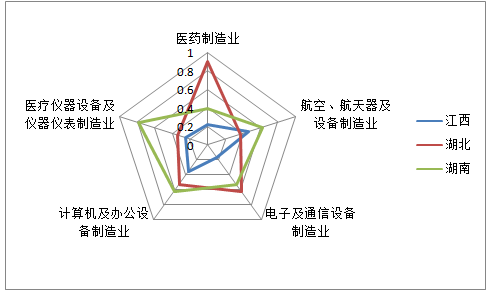 医药制造业
1
0.8
0.6
0.4
0.2
0
航空、航天器及
设备制造业
电子及通信设备
制造业
计算机及办公设
备制造业
医疗仪器设备及
仪器仪表制造业
江西
湖北
湖南